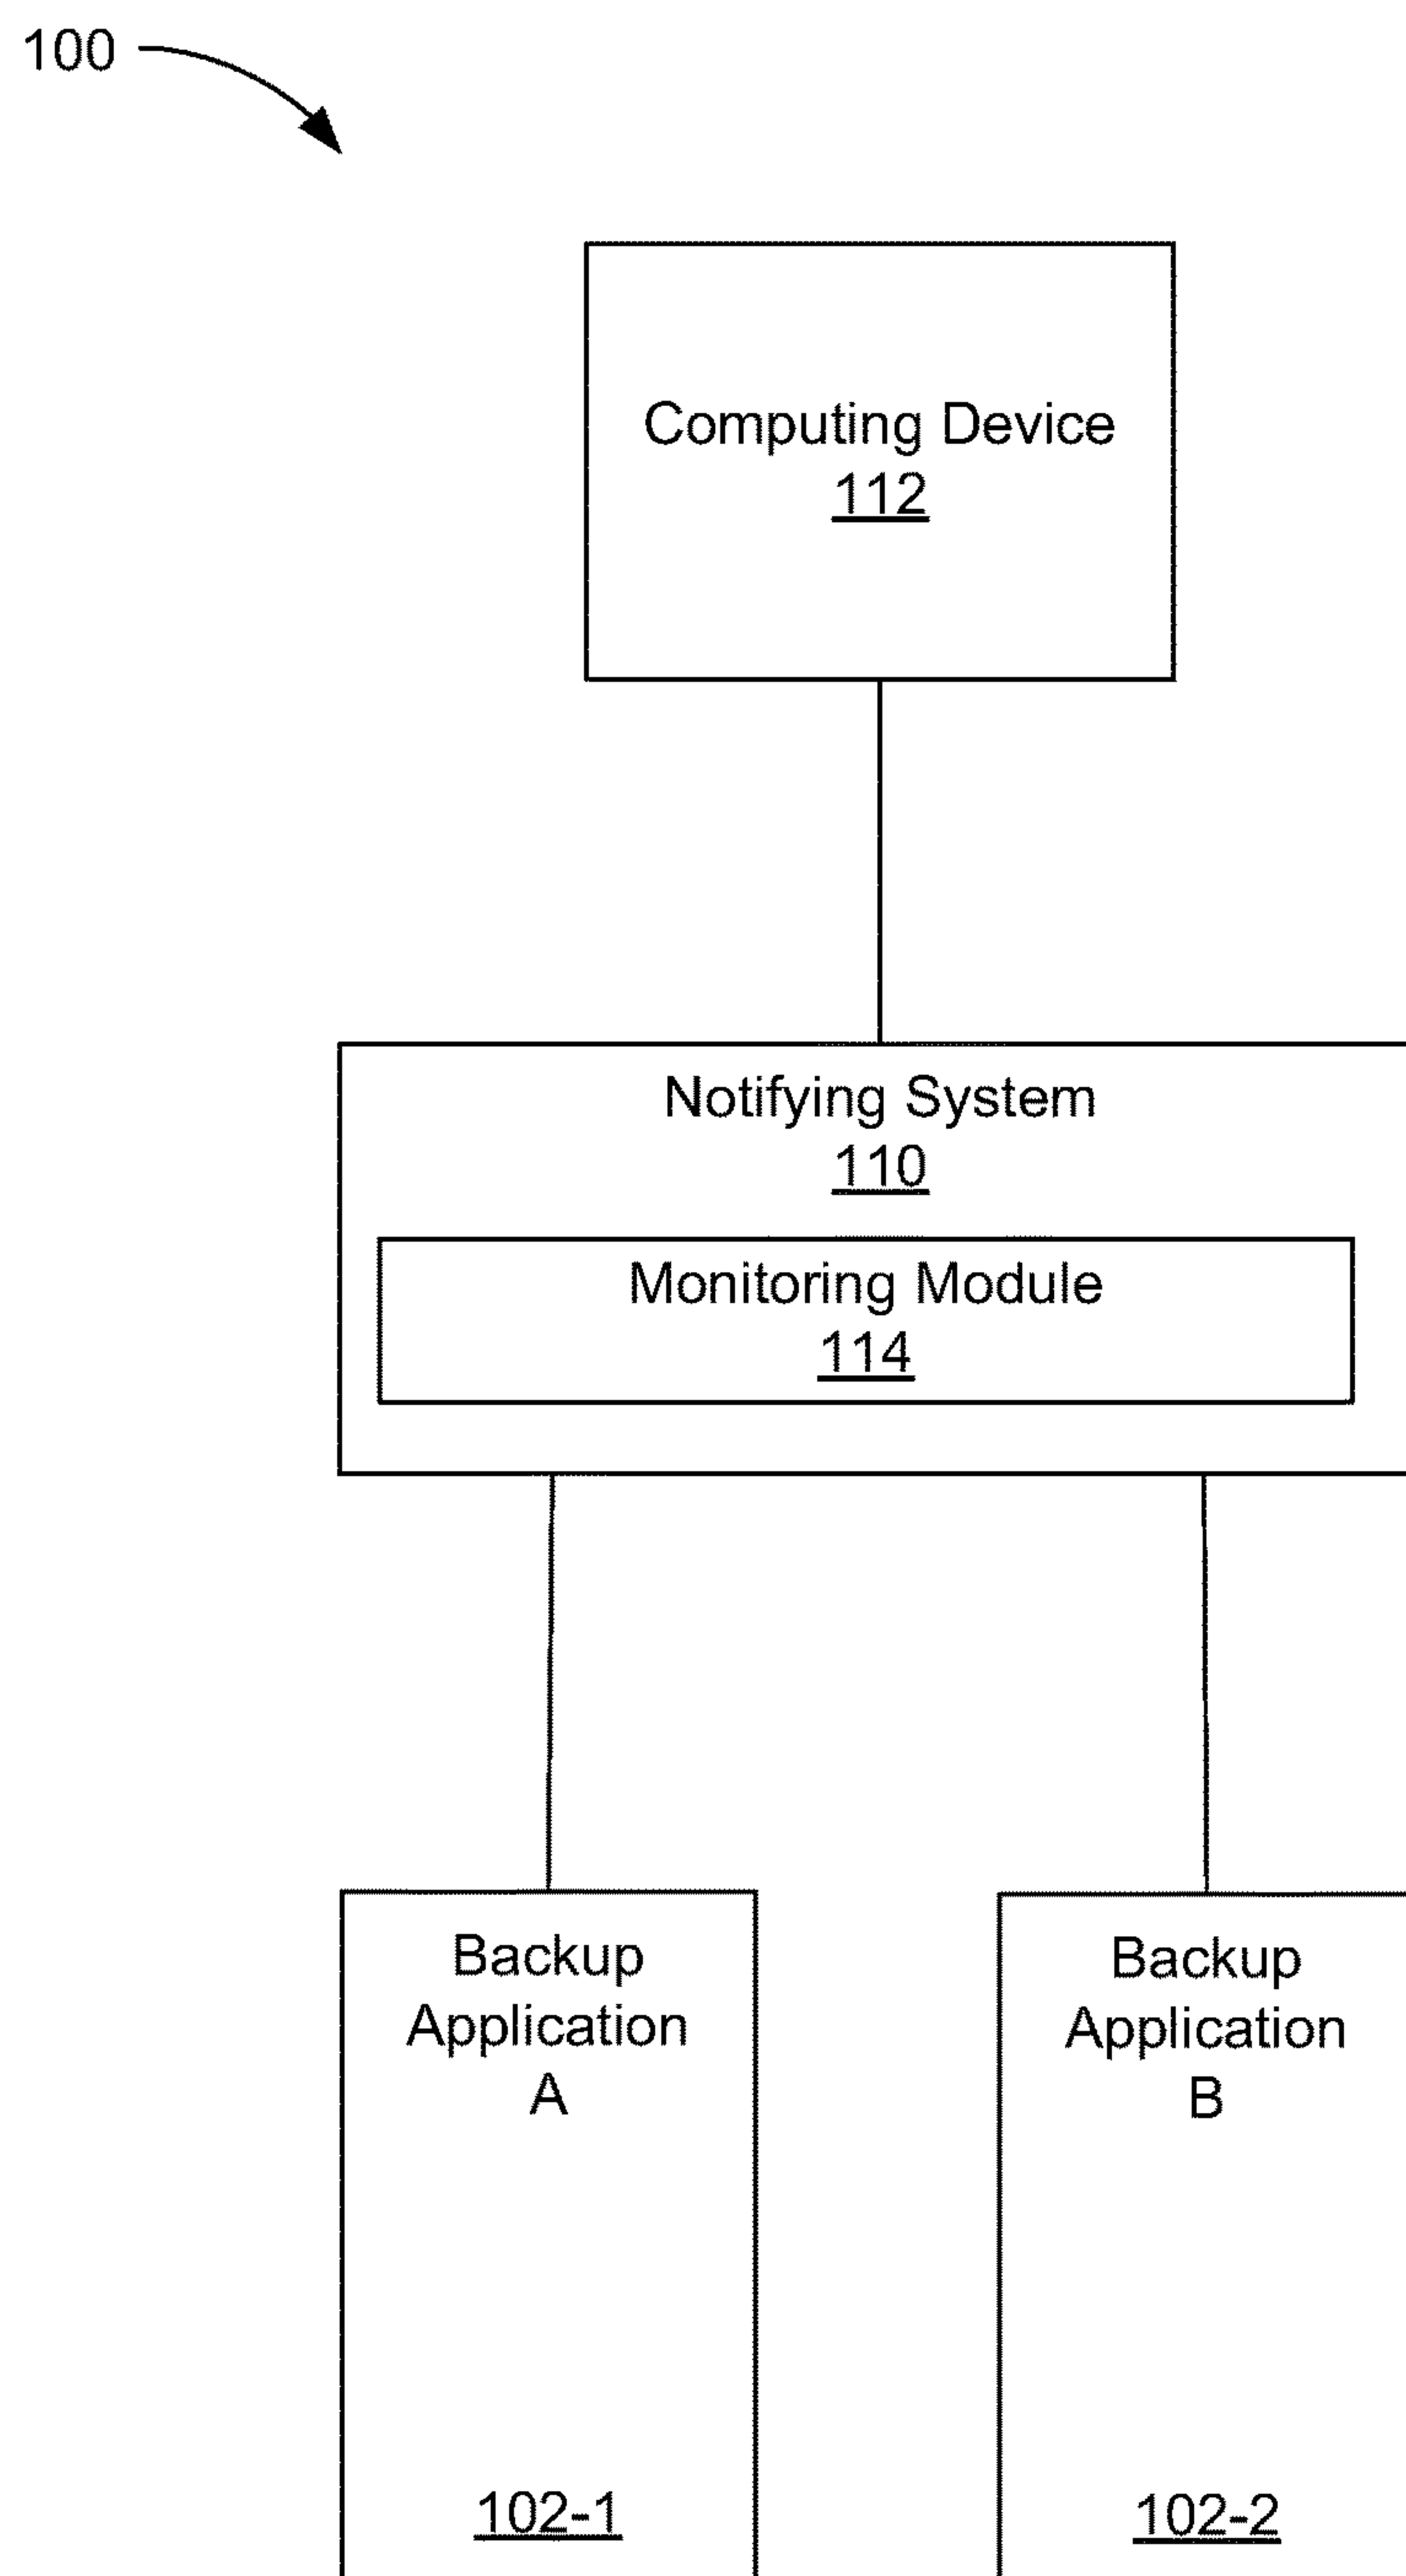 100
Computing Device
112
Notifying System
110
Monitoring Module
114
Backup
Application
A
Backup
Application
B
102-1
102-2